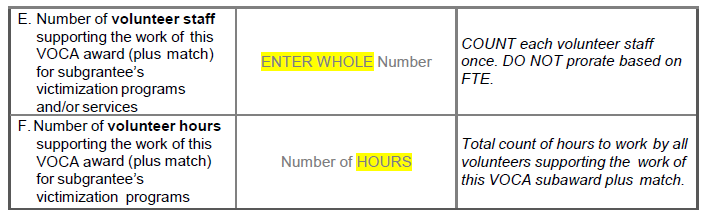 E. Number of volunteer staff
supporting the work of this
VOCA award (plus match)
for subgrantee's
victimization programs
and/or services
ENTER WHOLE Number
COUNT each volunteer staff
once. DO NOT prorate based on
FTE.
F. Number of volunteer hours
supporting the work of this
VOCA award (plus match)
for subgrantee's
victimization programs
Number of HOURS
Total count of hours to work by all
volunteers supporting the work of
this VOCA subaward plus match.